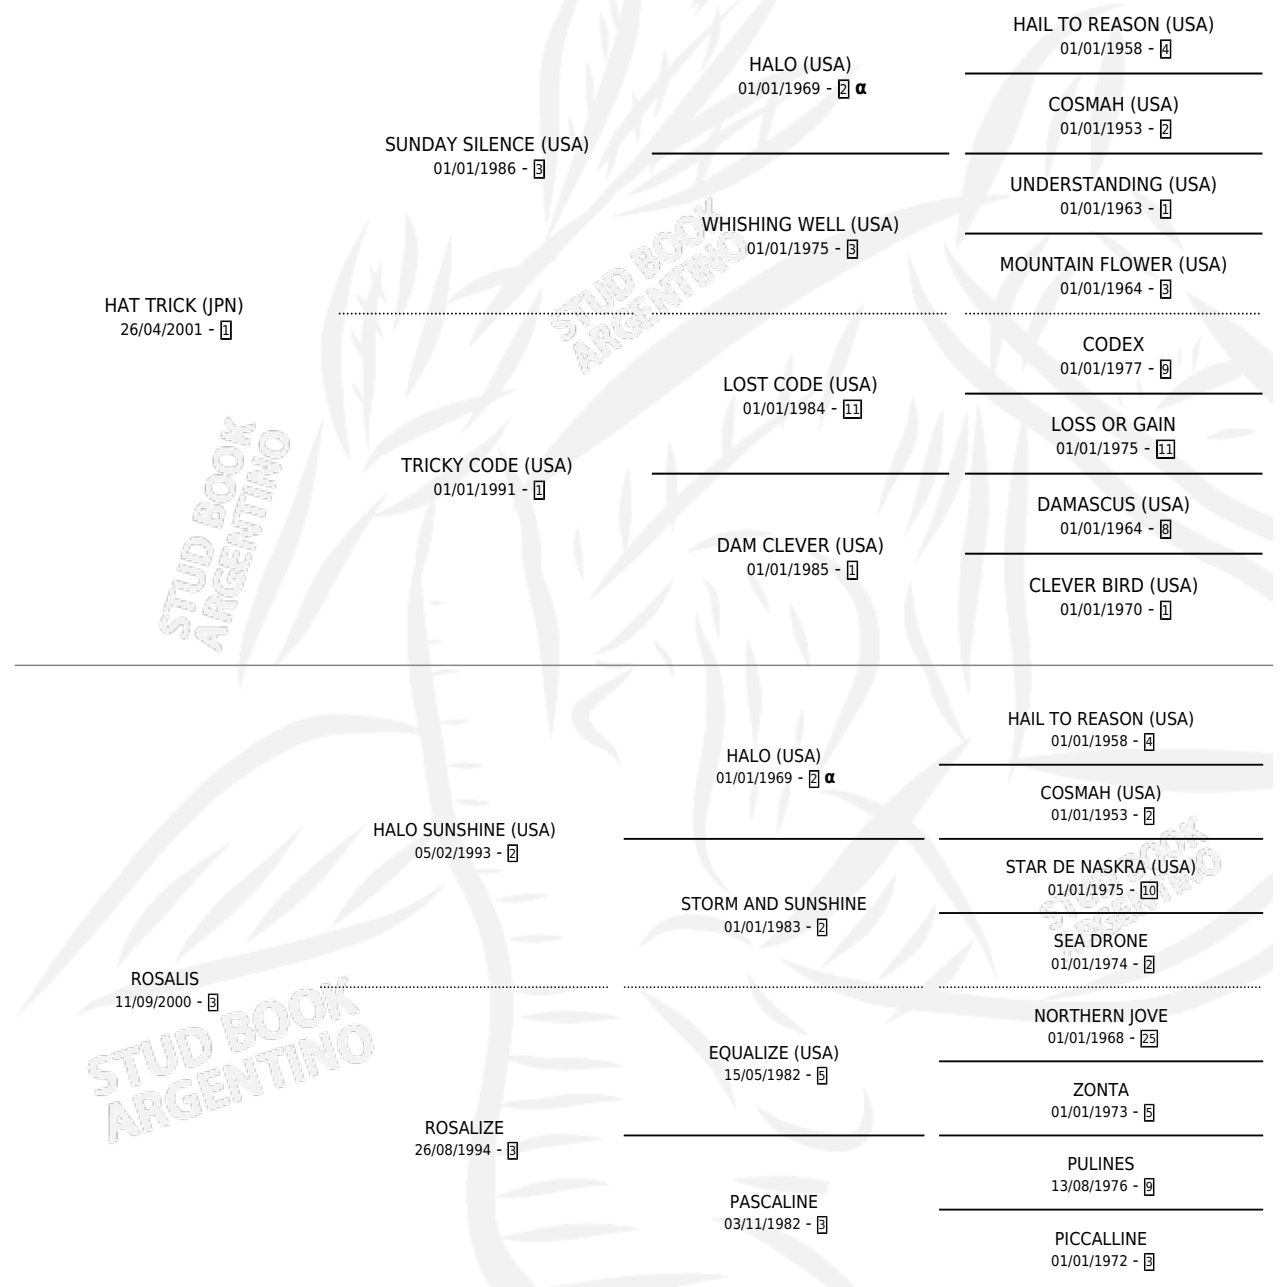 HAIL TO REASON (USA)
01/01/1958 - 4
HALO (USA)
01/01/1969 - 2 α
COSMAH (USA)
01/01/1953 - 2
SUNDAY SILENCE (USA)
01/01/1986 - 3
UNDERSTANDING (USA)
01/01/1963 - 1
WHISHING WELL (USA)
01/01/1975 - 3
MOUNTAIN FLOWER (USA)
01/01/1964 - 3
STUD BOOK
ARGENTINO
HAT TRICK (JPN)
26/04/2001 - 1
CODEX
01/01/1977 - 9
LOST CODE (USA)
01/01/1984 - 11
LOSS OR GAIN
01/01/1975 - 11
STUD BOOK
ARGENTINO
TRICKY CODE (USA)
01/01/1991 - 1
DAMASCUS (USA)
01/01/1964 - 8
DAM CLEVER (USA)
01/01/1985 - 1
CLEVER BIRD (USA)
01/01/1970 - 1
HAIL TO REASON (USA)
01/01/1958 - 4
HALO (USA)
01/01/1969 - 2 α
COSMAH (USA)
01/01/1953 - 2
HALO SUNSHINE (USA)
05/02/1993 - 2
STAR DE NASKRA (USA)
01/01/1975 - 10
STUD BOOK
ARGENTINO
STORM AND SUNSHINE
01/01/1983 - 2
SEA DRONE
01/01/1974 - 2
ROSALIS
11/09/2000 - 3
STUD BOOK
ARGENTINO
NORTHERN JOVE
01/01/1968 - 25
EQUALIZE (USA)
15/05/1982 - 5
ZONTA
01/01/1973 - 5
ROSALIZE
26/08/1994 - 3
PULINES
13/08/1976 - 9
PASCALINE
03/11/1982 - 3
PICCALLINE
01/01/1972 - 3